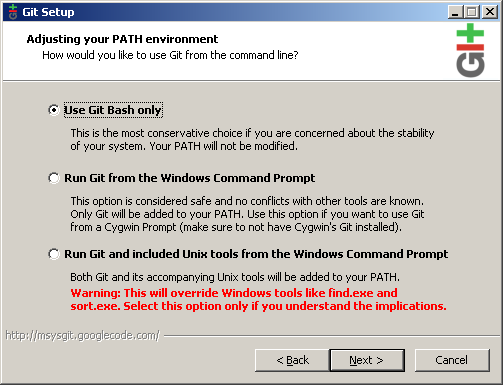 Git Setup
Adjusting your PATH environment
How would you like to use Git from the command line?
Git
Use Git Bash only
This is the most conservative choice if you are concerned about the stability
of your system. Your PATH will not be modified.
Run Git from the Windows Command Prompt
This option is considered safe and no conflicts with other tools are known.
Only Git will be added to your PATH. Use this option if you want to use Git
from a Cygwin Prompt (make sure to not have Cygwin's Git installed).
Run Git and included Unix tools from the Windows Command Prompt
Both Git and its accompanying Unix tools will be added to your PATH.
Warning: This will override Windows tools like find.exe and
sort.exe. Select this option only if you understand the implications.
http://msysgit.googlecode.com/
< Back
Next >
Cancel